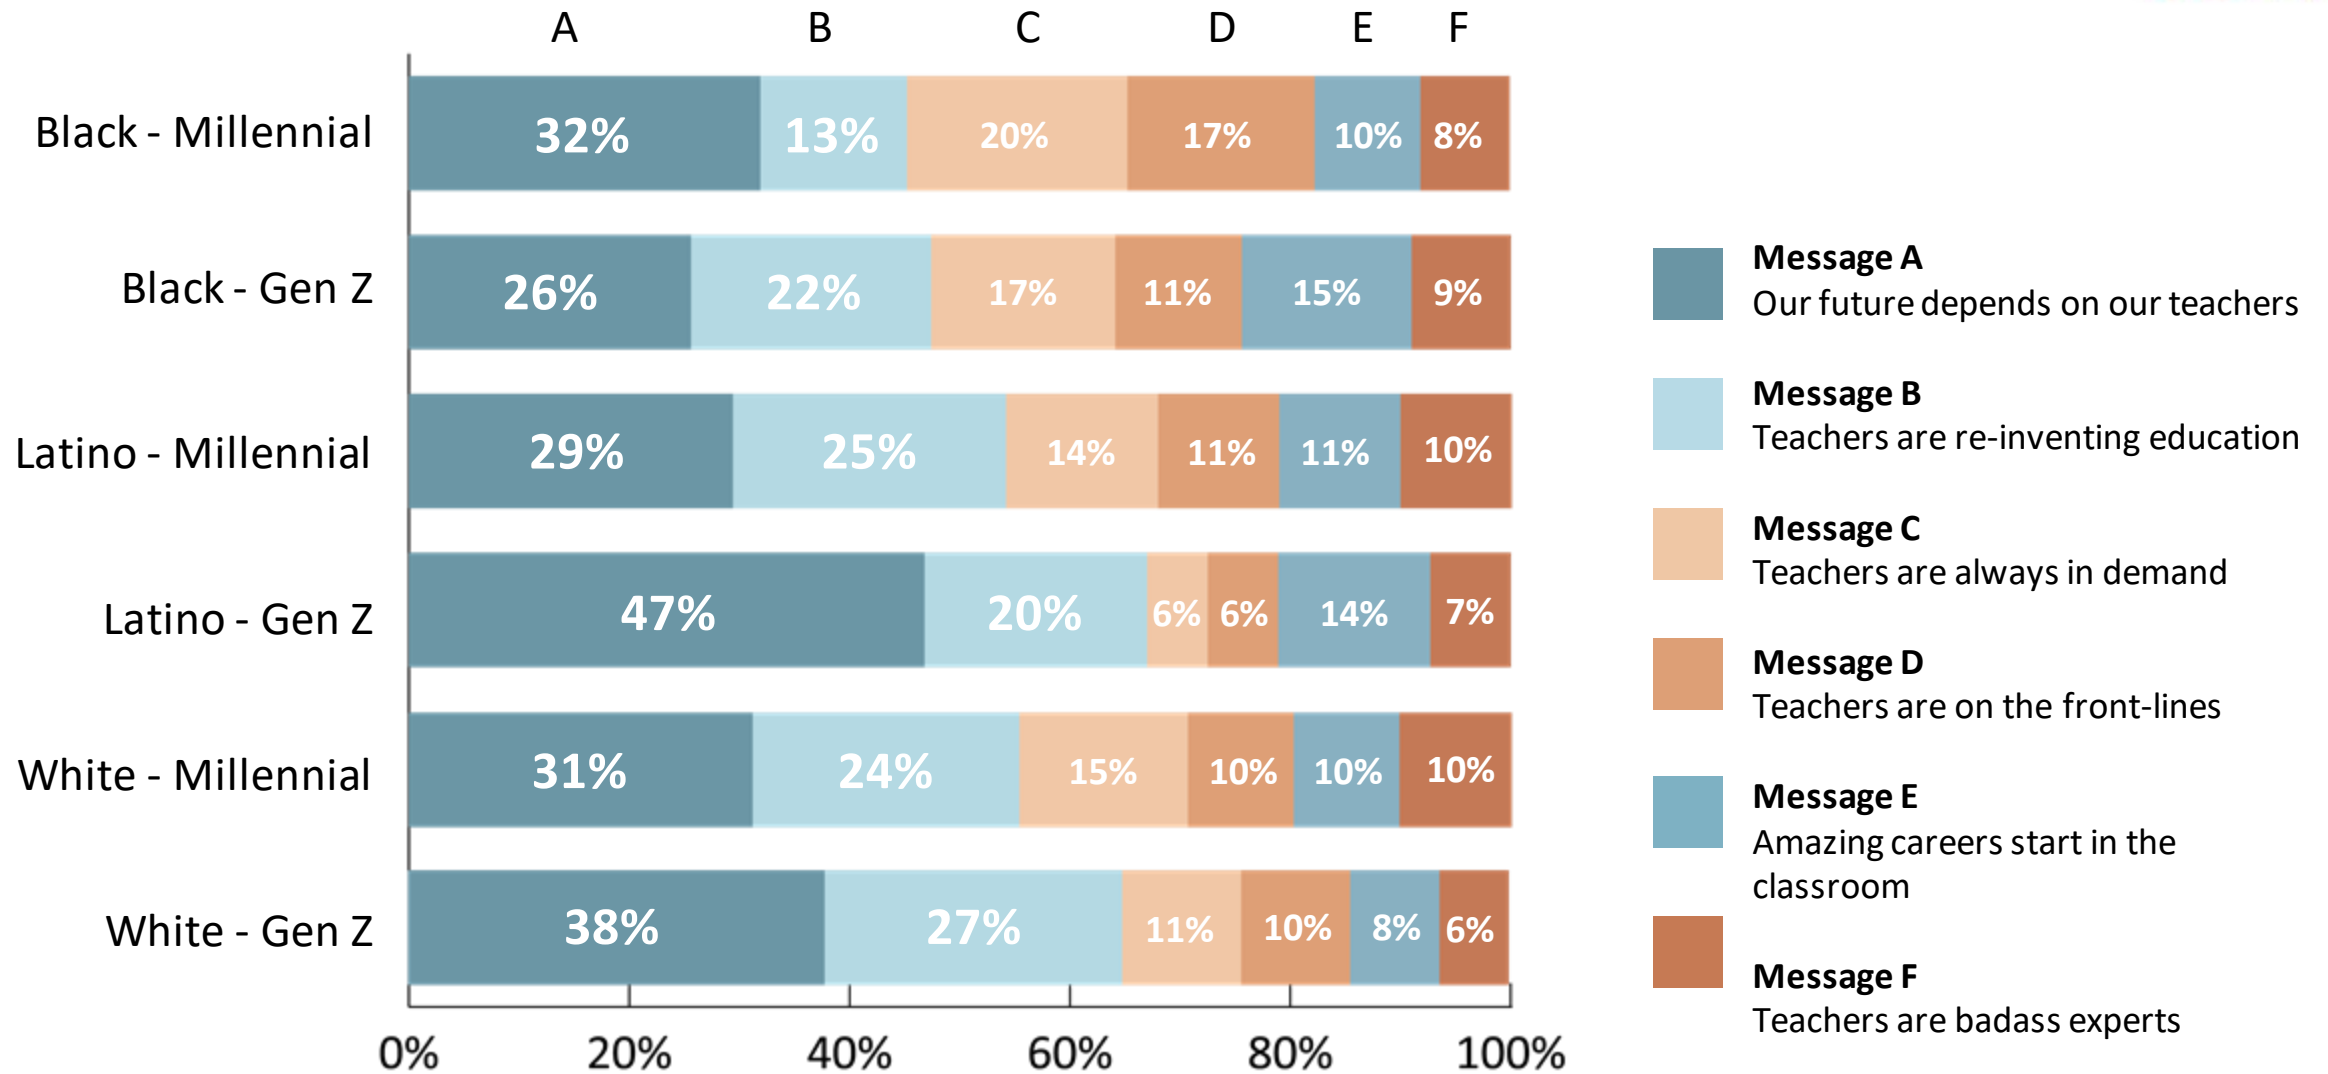 A B C D E F
Black - Millennial 32% 13% 20% 17% 10% 8%
Black - Gen Z 26% 22% 17% 11% 15% 9%
Latino - Millennial 29% 25% 14% 11% 11% 10%
Latino - Gen Z 47% 20% 6% 6% 14% 7%
White - Millennial 31% 24% 15% 10% 10% 10%
White - Gen Z 38% 27% 11% 10% 8% 6%
0% 20% 40% 60% 80% 100%
Message A
Our future depends on our teachers
Message B
Teachers are re-inventing education
Message C
Teachers are always in demand
Message D
Teachers are on the front-lines
Message E
Amazing careers start in the
classroom
Message F
Teachers are badass experts